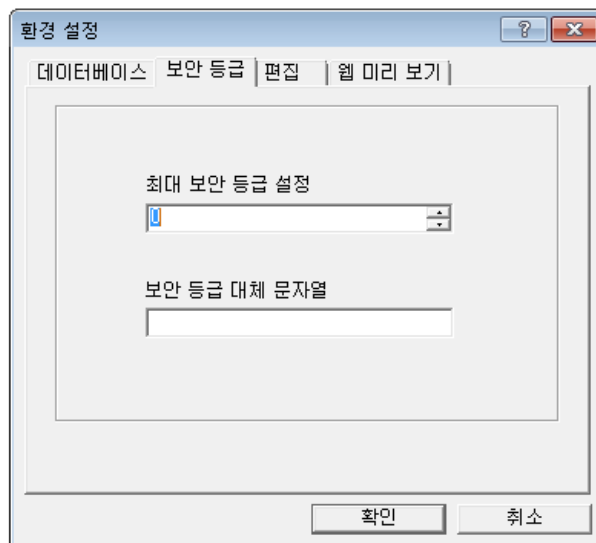 환경 설정
데이터베이스 보안 등급 편집 웹 미리 보기
최대 보안 등급 설정
0
보안 등급 대체 문자열
확인 취소